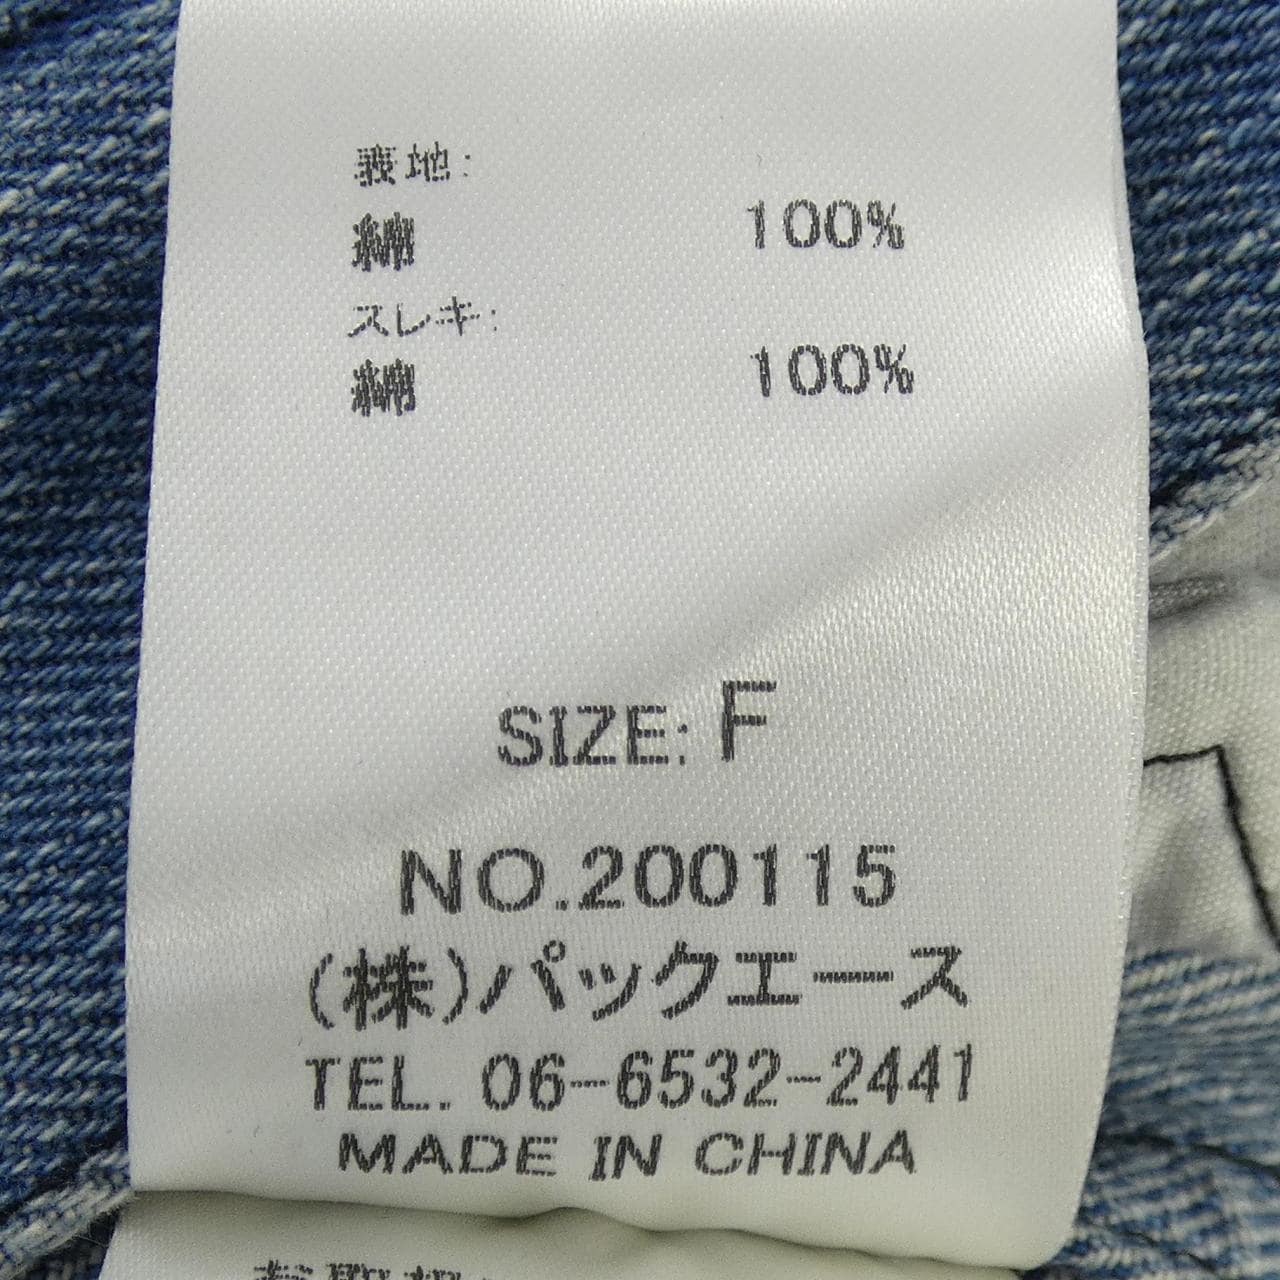 表地:
綿 100%
スレキ:
綿 100%
SIZE: F
NO.200115
(株)パックエース
TEL. 06-6532-2441
MADE IN CHINA